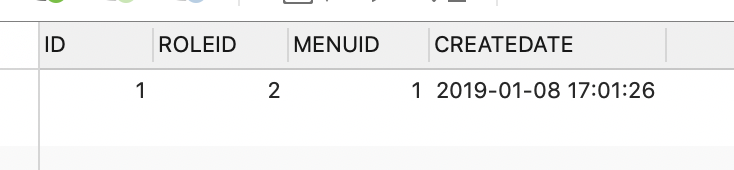 ID ROLEID MENUID CREATEDATE
1 2 1 2019-01-08 17:01:26